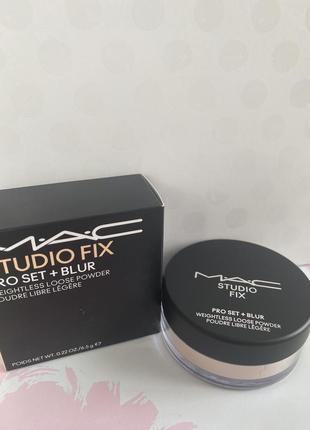 M·A·C
STUDIO FIX
PRO SET + BLUR
WEIGHTLESS LOOSE POWDER
POUDRE LIBRE LÉGÈRE
POIDS NET WT. 0.22 OZ/6.5 g ℮
M·A·C
STUDIO
FIX
PRO SET + BLUR
WEIGHTLESS LOOSE POWDER
POUDRE LIBRE LÉGÈRE